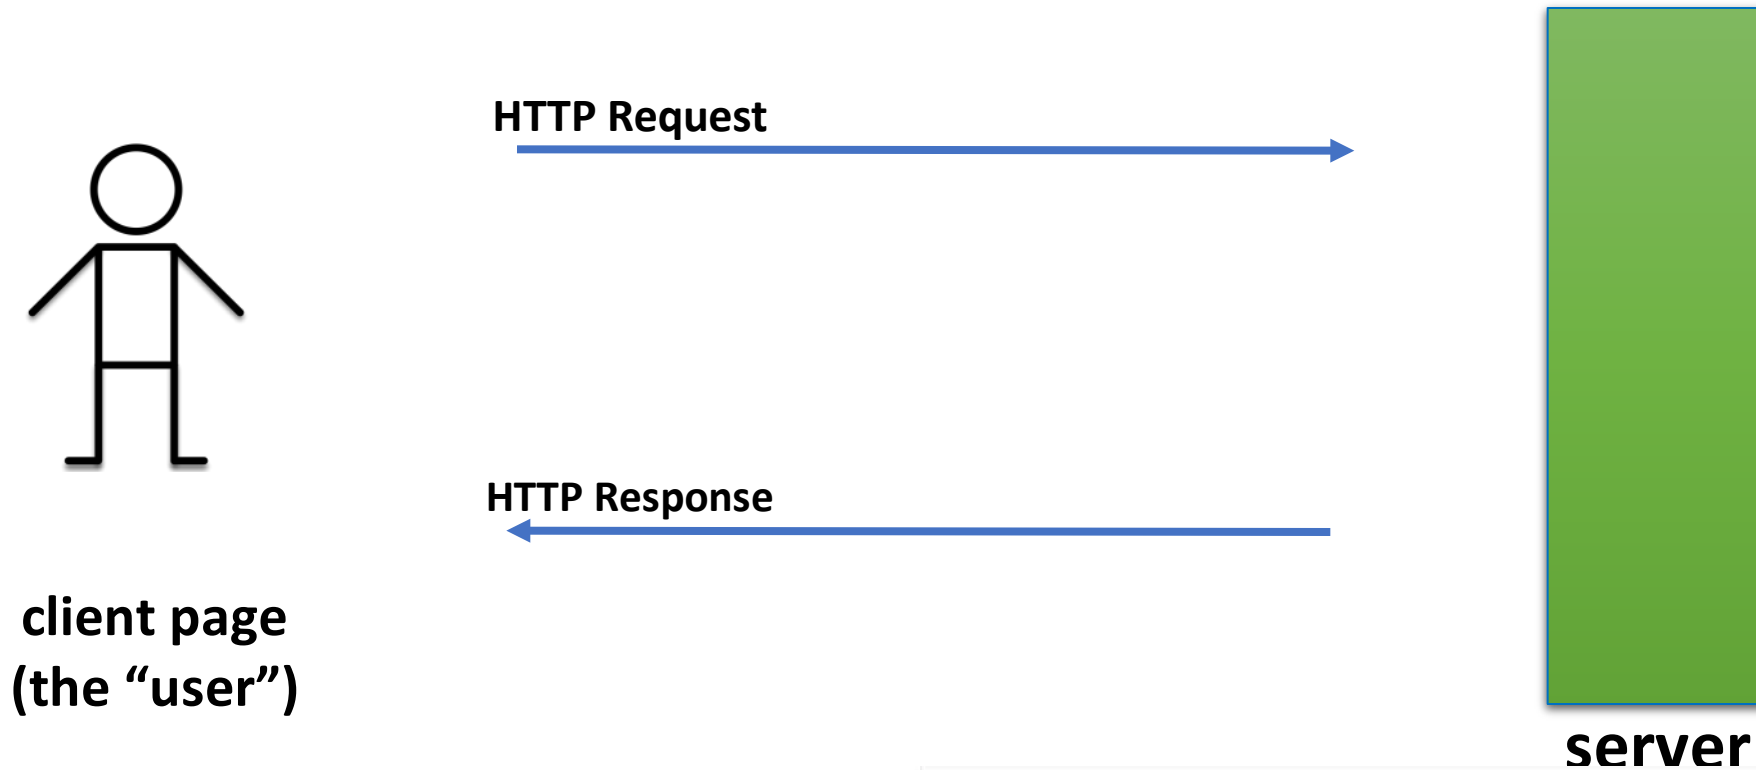 HTTP Request
HTTP Response
client page
(the “user”)
server